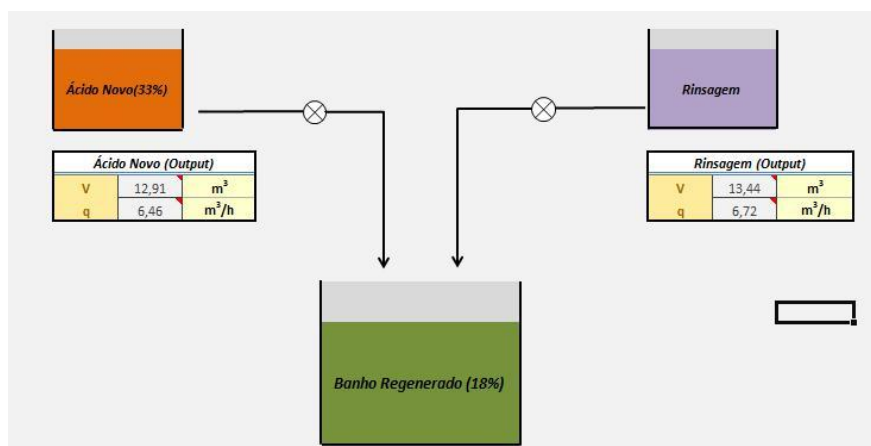 Ácido Novo(33%)
Rinsagem
Ácido Novo (Output)
V 12,91 m³
q 6,46 m³/h
Rinsagem (Output)
V 13,44 m³
q 6,72 m³/h
Banho Regenerado (18%)